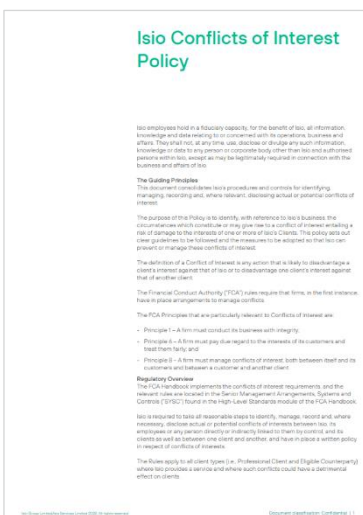 Isio Conflicts of Interest
Policy
Isio employees hold in a fiduciary capacity, for the benefit of Isio, all information,
knowledge and data relating to or concerned with its operations, business and
affairs. They shall not, at any time, use, disclose or divulge any such information,
knowledge or data to any person or corporate body other than Isio and authorised
persons within Isio, except as may be legitimately required in connection with the
business and affairs of Isio.
The Guiding Principles
This document consolidates Isio's procedures and controls for identifying,
managing, recording and, where relevant, disclosing actual or potential conflicts of
interest.
The purpose of this Policy is to identify, with reference to Isio's business, the
circumstances which constitute or may give rise to a conflict of interest entailing a
risk of damage to the interests of one or more of Isio's Clients. This policy sets out
clear guidelines to be followed and the measures to be adopted so that Isio can
prevent or manage these conflicts of interest.
The definition of a Conflict of Interest is any action that is likely to disadvantage a
client's interest against that of Isio or to disadvantage one client's interest against
that of another client.
The Financial Conduct Authority ("FCA") rules require that firms, in the first instance,
have in place arrangements to manage conflicts.
The FCA Principles that are particularly relevant to Conflicts of Interest are:
- Principle 1 – A firm must conduct its business with integrity;
- Principle 6 – A firm must pay due regard to the interests of its customers and
treat them fairly; and
- Principle 8 – A firm must manage conflicts of interest, both between itself and its
customers and between a customer and another client.
Regulatory Overview
The FCA Handbook implements the conflicts of interest requirements, and the
relevant rules are located in the Senior Management Arrangements, Systems and
Controls ("SYSC") found in the High-Level Standards module of the FCA Handbook.
Isio is required to take all reasonable steps to identify, manage, record and, where
necessary, disclose actual or potential conflicts of interests between Isio, its
employees or any person directly or indirectly linked to them by control, and its
clients as well as between one client and another, and have in place a written policy
in respect of conflicts of interests.
The Rules apply to all client types (i.e., Professional Client and Eligible Counterparty)
where Isio provides a service and where such conflicts could have a detrimental
effect on clients.
Document classification: Confidential | 1